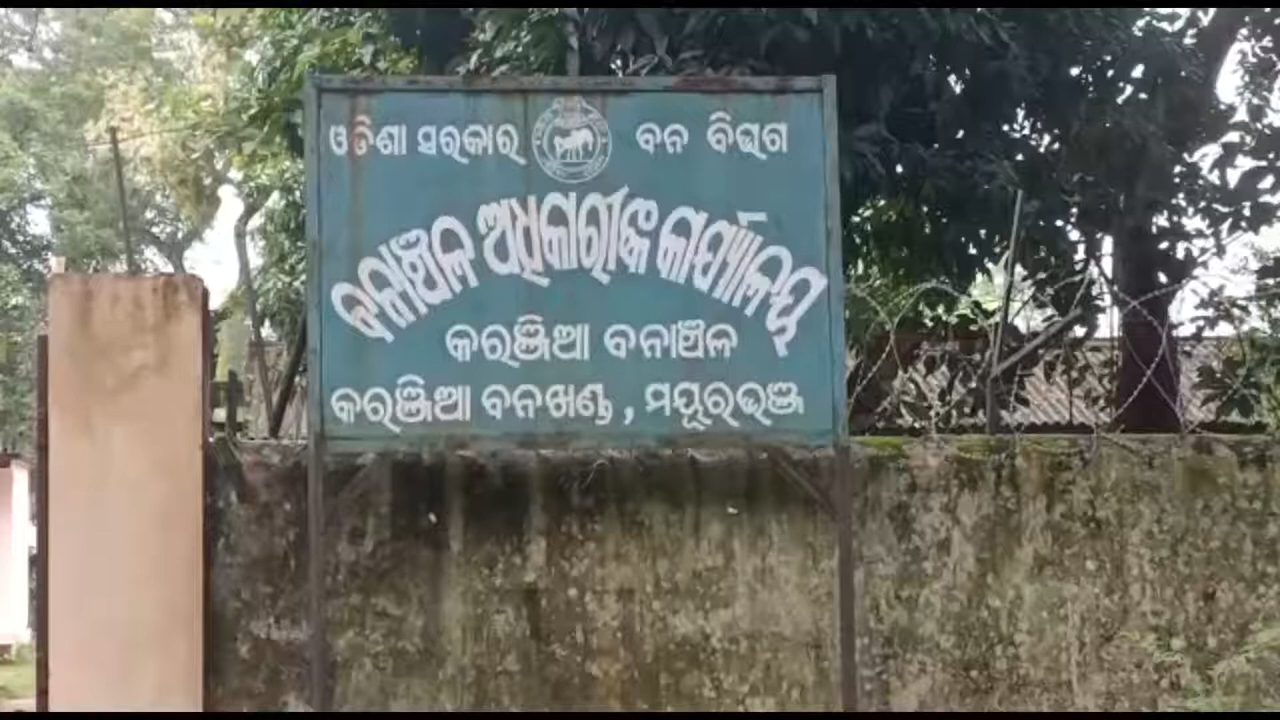 ଓଡିଶା ସରକାର ବନ ବିଭାଗ
ବନାଞ୍ଚଳ ଅଧିକାରୀଙ୍କ କାର୍ଯ୍ୟାଳୟ
କରଞ୍ଜିଆ ବନାଞ୍ଚଳ
କରଞ୍ଜିଆ ବନଖଣ୍ଡ, ମୟୂରଭଞ୍ଜ